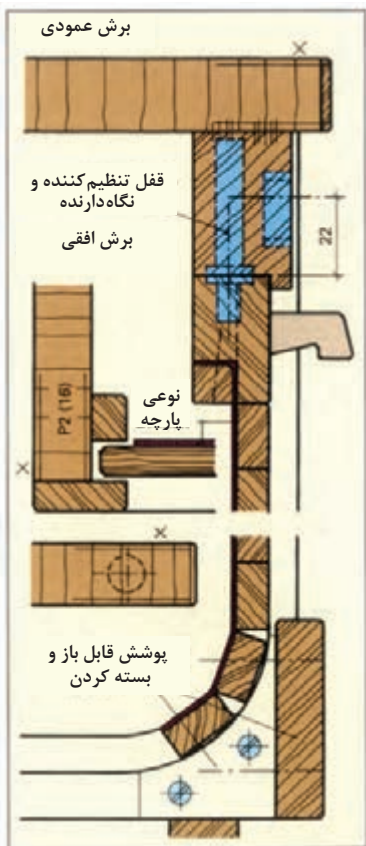 برش عمودی
قفل تنظیم‌کننده و
نگاه‌دارنده
برش افقی
22
نوعی
پارچه
P2 (16)
پوشش قابل باز و
بسته کردن